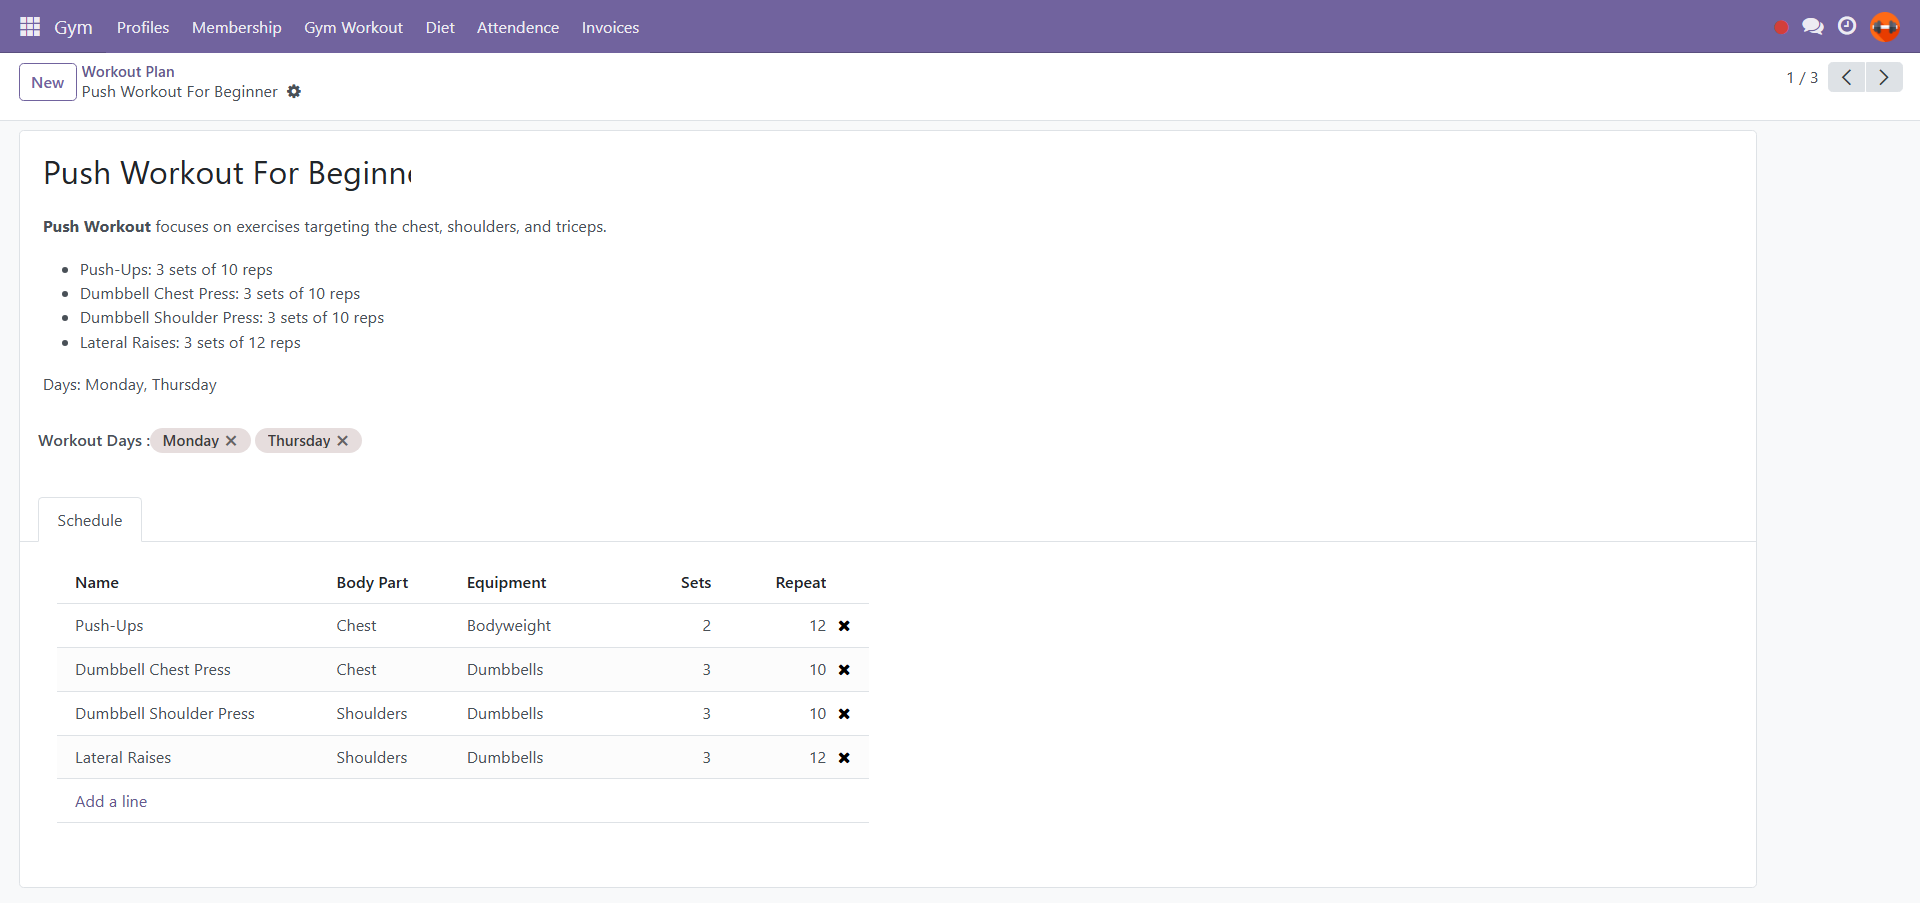 Gym Profiles Membership Gym Workout Diet Attendence Invoices
New
Workout Plan
Push Workout For Beginner
1 / 3
Push Workout For Beginne
Push Workout focuses on exercises targeting the chest, shoulders, and triceps.
Push-Ups: 3 sets of 10 reps
Dumbbell Chest Press: 3 sets of 10 reps
Dumbbell Shoulder Press: 3 sets of 10 reps
Lateral Raises: 3 sets of 12 reps
Days: Monday, Thursday
Workout Days : Monday Thursday
Schedule
Name Body Part Equipment Sets Repeat
Push-Ups Chest Bodyweight 2 12
Dumbbell Chest Press Chest Dumbbells 3 10
Dumbbell Shoulder Press Shoulders Dumbbells 3 10
Lateral Raises Shoulders Dumbbells 3 12
Add a line